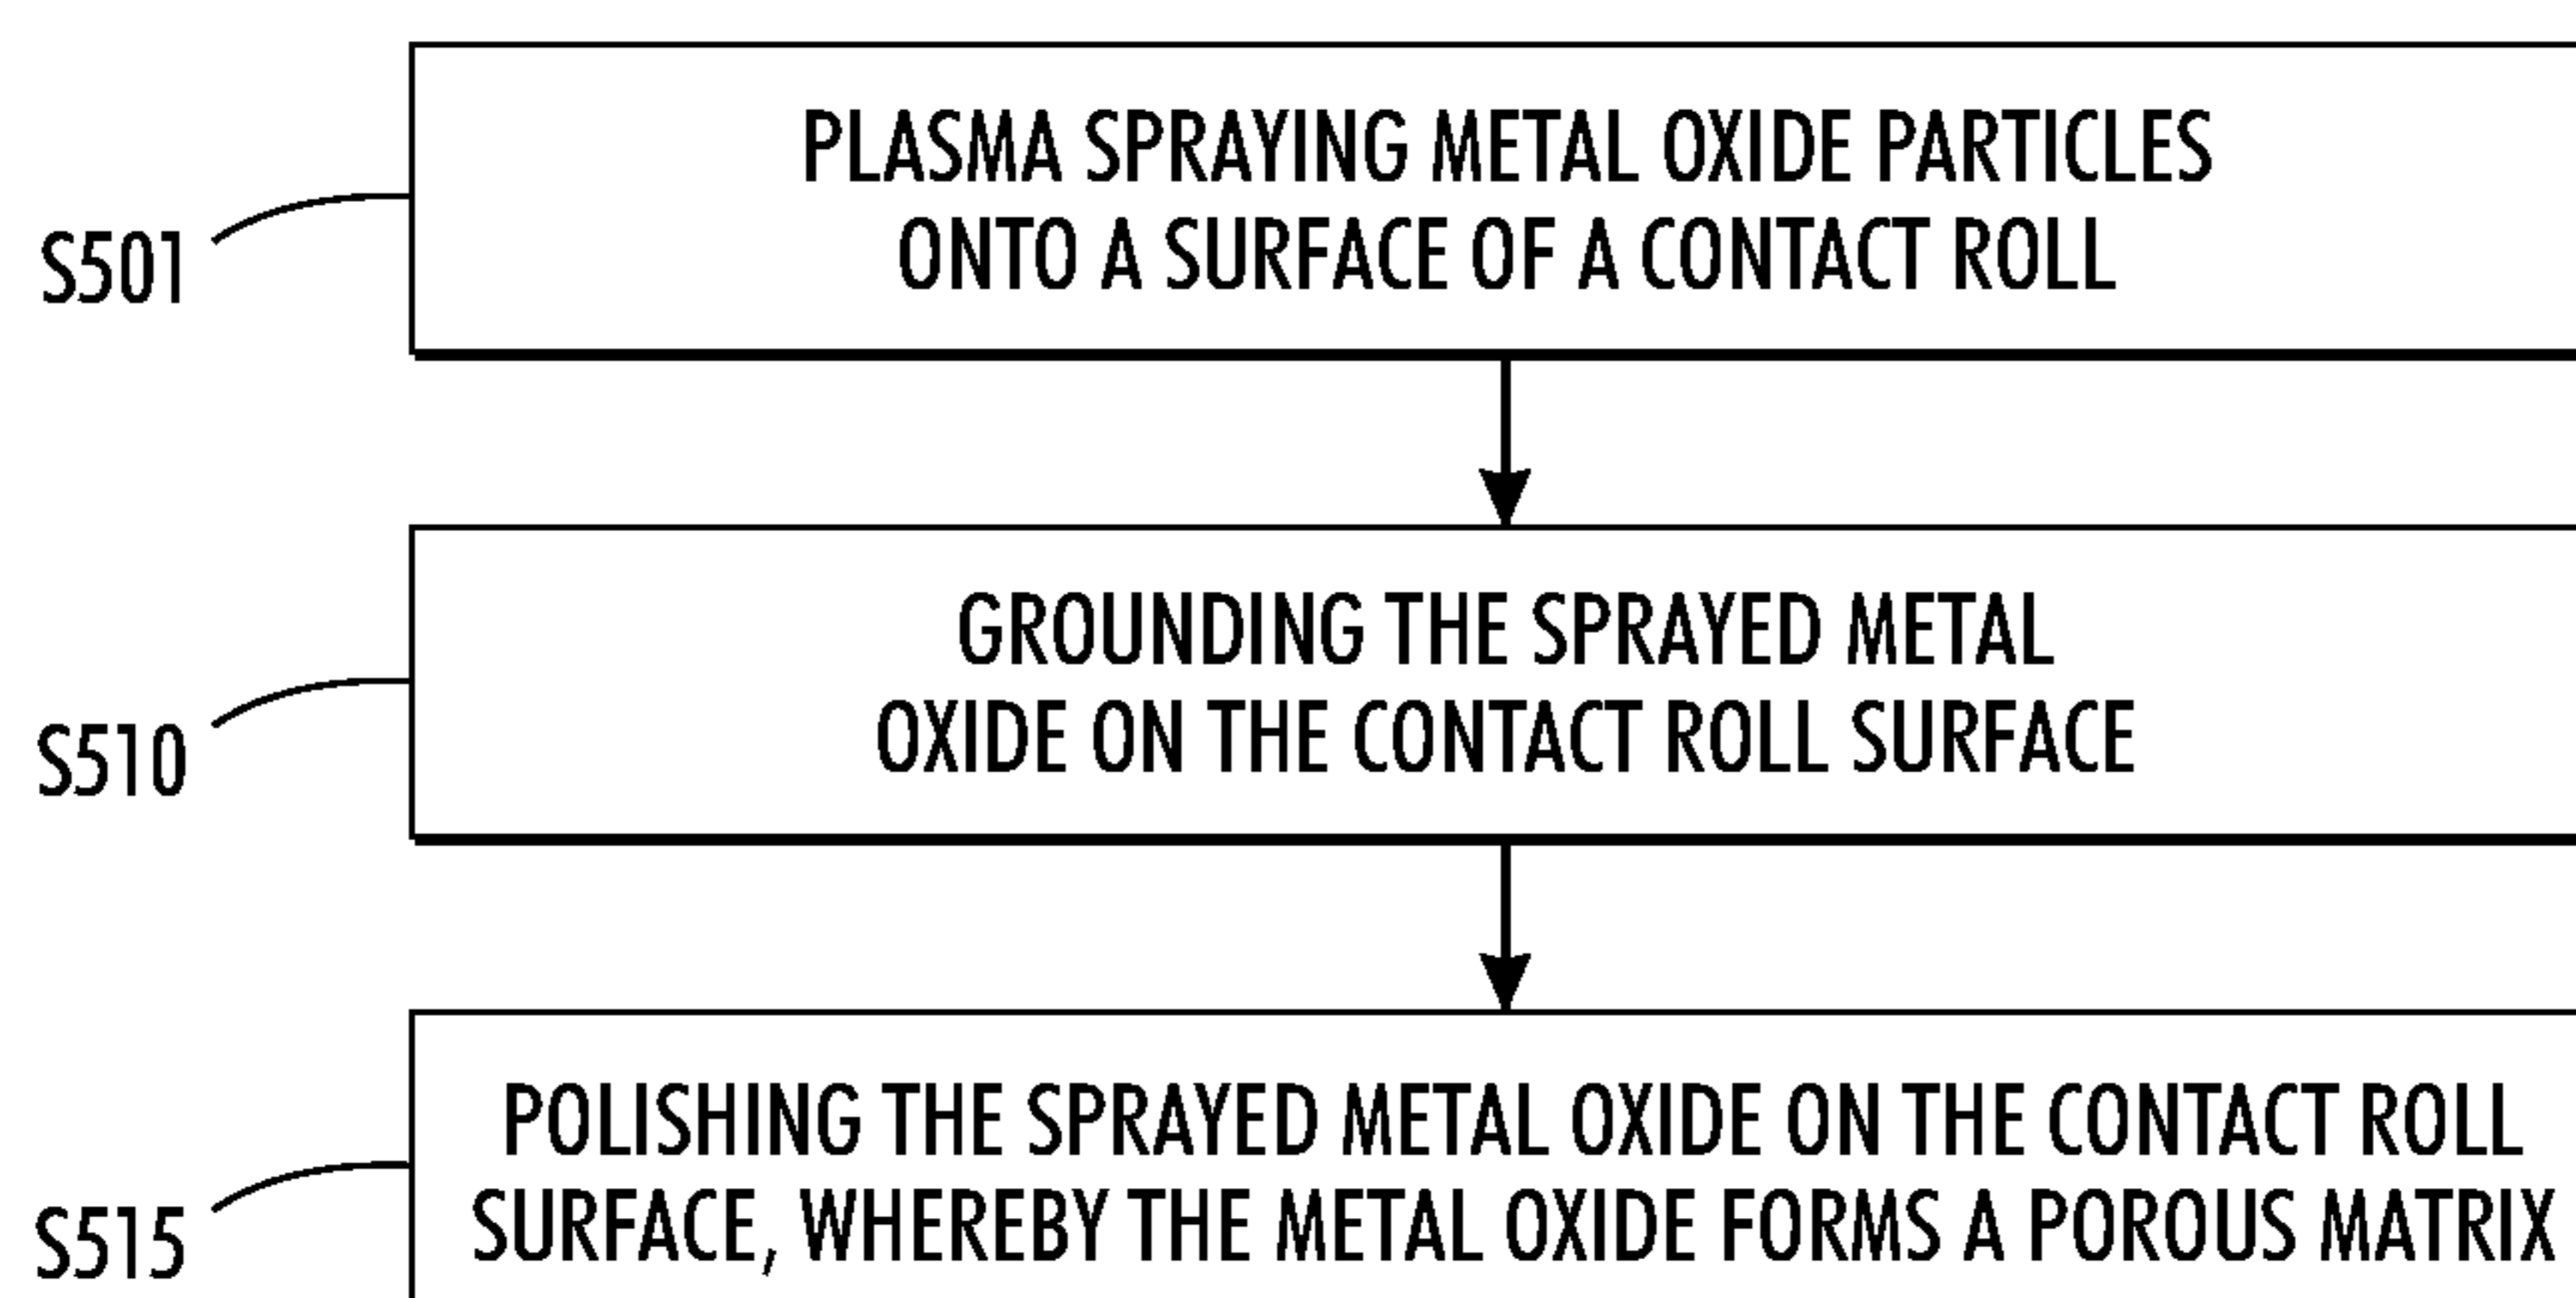 PLASMA SPRAYING METAL OXIDE PARTICLES
ONTO A SURFACE OF A CONTACT ROLL
S501
GROUNDING THE SPRAYED METAL
OXIDE ON THE CONTACT ROLL SURFACE
S510
POLISHING THE SPRAYED METAL OXIDE ON THE CONTACT ROLL
SURFACE, WHEREBY THE METAL OXIDE FORMS A POROUS MATRIX
S515